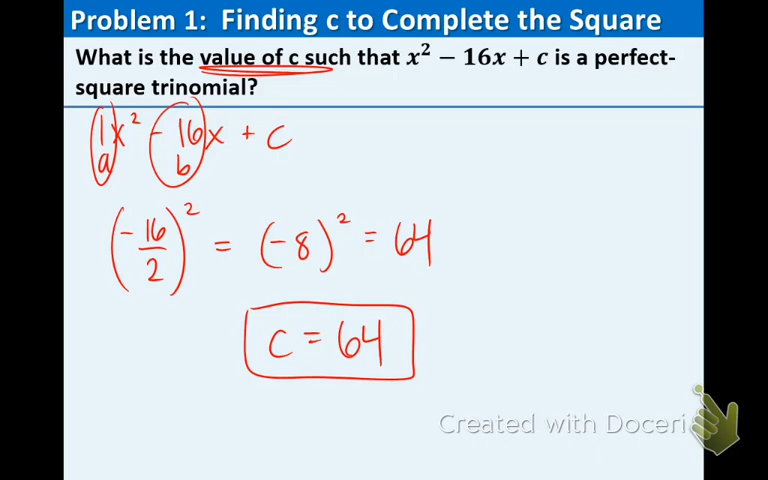 Problem 1: Finding c to Complete the Square
What is the value of c such that x² − 16x + c is a perfect-
square trinomial?
1x² - 16x + c
a b
(-16/2)² = (-8)² = 64
c = 64
Created with Doceri